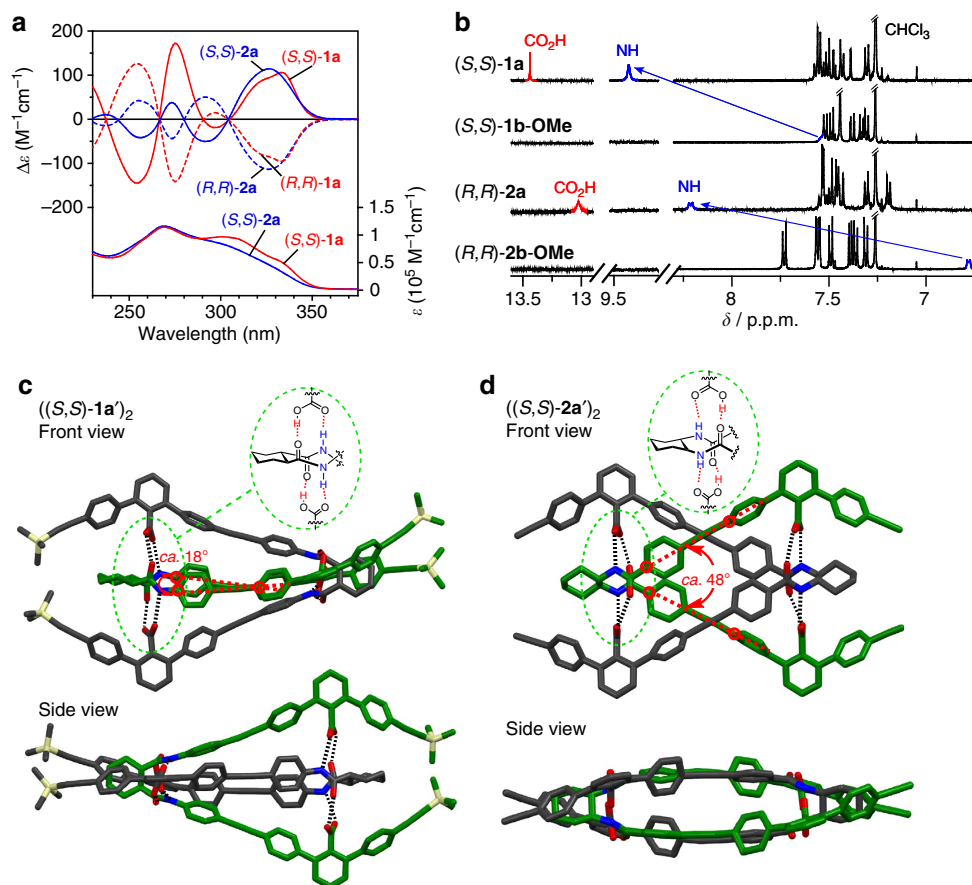 a
200
100
0
−100
−200
Δε (M⁻¹cm⁻¹)
(S,S)-2a
(S,S)-1a
(R,R)-1a
(R,R)-2a
(S,S)-2a
(S,S)-1a
1.5
1
0.5
0
ε (10⁵ M⁻¹cm⁻¹)
250 300 350
Wavelength (nm)
b
CHCl₃
CO₂H
NH
(S,S)-1a
(S,S)-1b-OMe
(R,R)-2a
CO₂H
NH
(R,R)-2b-OMe
13.5 13 9.5 8 7.5 7
δ / p.p.m.
c
((S,S)-1a′)₂
Front view
O O
H H
O H
N
N
O
H H
O O
ca. 18°
Side view
d
((S,S)-2a′)₂
Front view
O O
H
H
N O
N O
H H
O O
ca. 48°
Side view